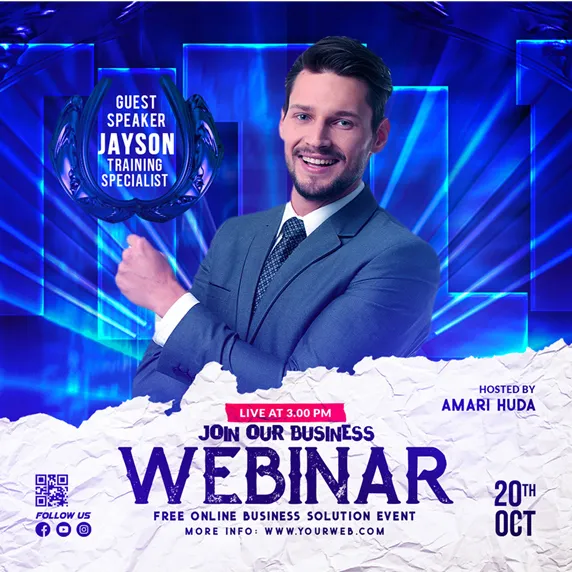 GUEST
SPEAKER
JAYSON
TRAINING
SPECIALIST
HOSTED BY
AMARI HUDA
LIVE AT 3.00 PM
JOIN OUR BUSINESS
WEBINAR
FREE ONLINE BUSINESS SOLUTION EVENT
MORE INFO: WWW.YOURWEB.COM
FOLLOW US
20TH
OCT